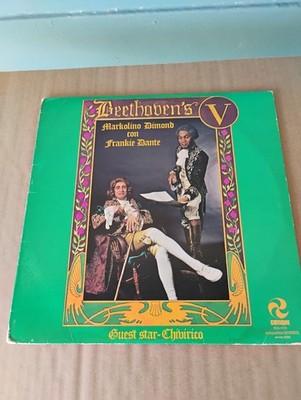 Beethoven's V
Markolino Dimond
con
Frankie Dante
Guest star-Chivirico